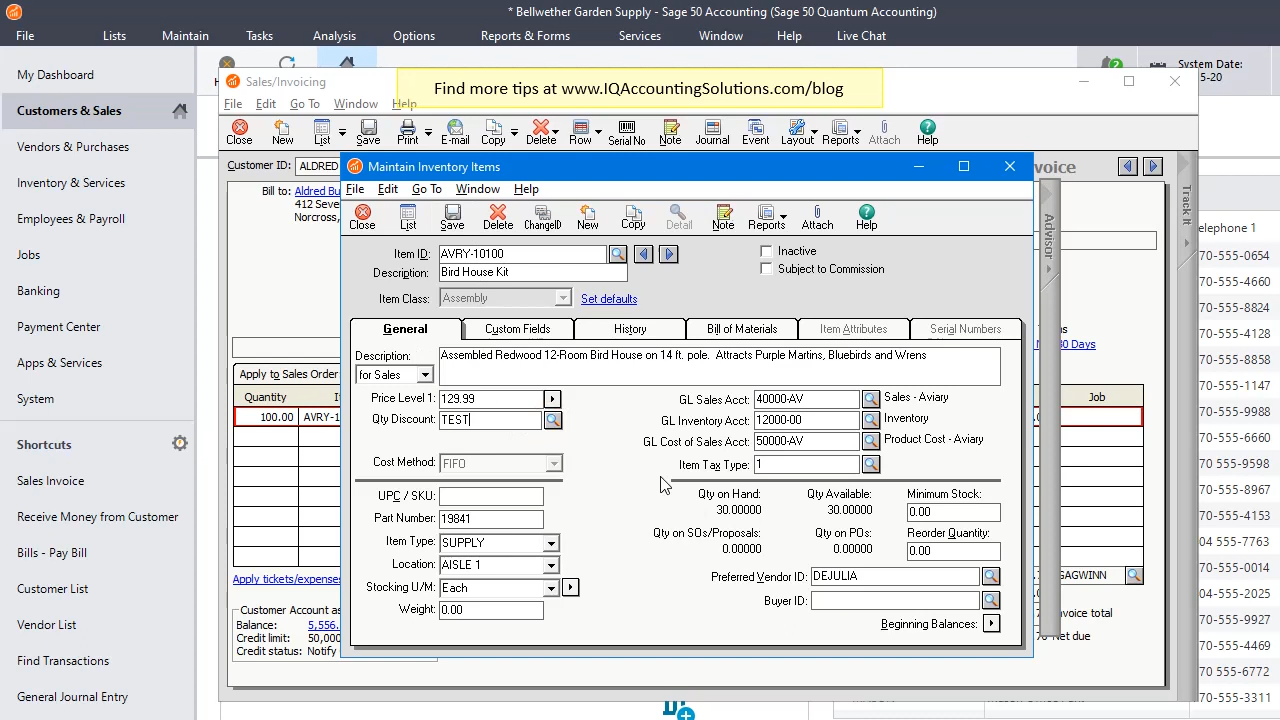 * Bellwether Garden Supply - Sage 50 Accounting (Sage 50 Quantum Accounting)
File Lists Maintain Tasks Analysis Options Reports & Forms Services Window Help Live Chat
My Dashboard
Customers & Sales
Vendors & Purchases
Inventory & Services
Employees & Payroll
Jobs
Banking
Payment Center
Apps & Services
System
Shortcuts
Sales Invoice
Receive Money from Customer
Bills - Pay Bill
Customer List
Vendor List
Find Transactions
General Journal Entry
2
System Date:
5-20
Sales/Invoicing
Find more tips at www.IQAccountingSolutions.com/blog
File Edit Go To Window Help
Close New List Save Print E-mail Copy Delete Row Serial No Note Journal Event Layout Reports Attach Help
Customer ID: ALDRED
voice
Bill to: Aldred Bu
412 Seve
Norcross,
Apply to Sales Order
Quantity
100.00 AVRY-1
Apply tickets/expenses
Customer Account as
Balance: 5,556.
Credit limit: 50,000
Credit status: Notify
Maintain Inventory Items
File Edit Go To Window Help
Close List Save Delete ChangeID New Copy Detail Note Reports Attach Help
Item ID: AVRY-10100
Description: Bird House Kit
Item Class: Assembly Set defaults
Inactive
Subject to Commission
General Custom Fields History Bill of Materials Item Attributes Serial Numbers
Description:
for Sales
Assembled Redwood 12-Room Bird House on 14 ft. pole. Attracts Purple Martins, Bluebirds and Wrens
Price Level 1: 129.99
Qty Discount: TEST
Cost Method: FIFO
UPC / SKU:
Part Number: 19841
Item Type: SUPPLY
Location: AISLE 1
Stocking U/M: Each
Weight: 0.00
GL Sales Acct: 40000-AV Sales - Aviary
GL Inventory Acct: 12000-00 Inventory
GL Cost of Sales Acct: 50000-AV Product Cost - Aviary
Item Tax Type: 1
Qty on Hand: Qty Available: Minimum Stock:
30.00000 30.00000 0.00
Qty on SOs/Proposals: Qty on POs: Reorder Quantity:
0.00000 0.00000 0.00
Preferred Vendor ID: DEJULIA
Buyer ID:
Beginning Balances:
Advisor
Track It
30 Days
Job
GAGWINN
Invoice total
Net due
elephone 1
70-555-0654
70-555-4660
70-555-8828
70-555-4127
70-555-8858
70-555-1147
70-555-9598
70-555-8967
04 555-7763
70-555-0014
04 555-2025
70-555-9927
70-555-4469
70-555-6772
70-555-3311